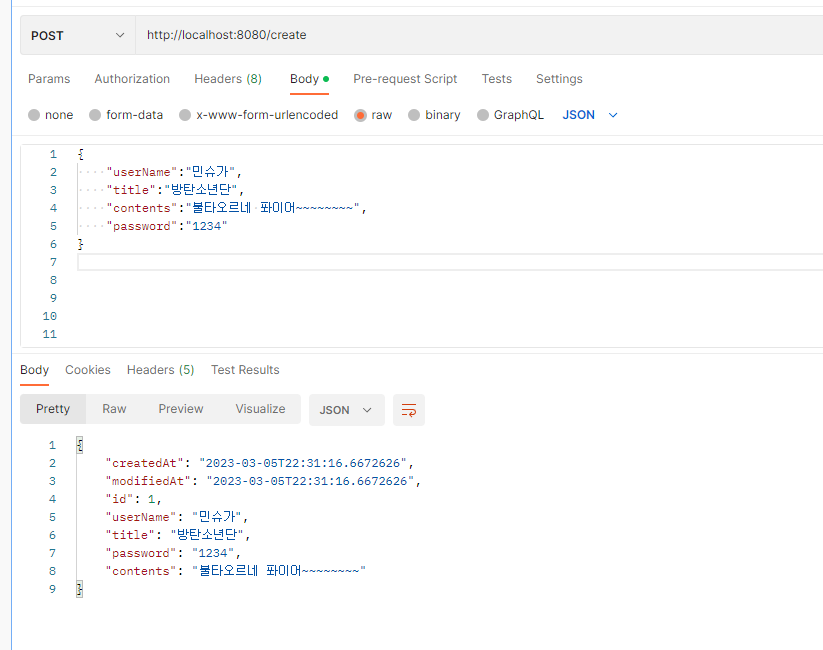 POST http://localhost:8080/create
Params Authorization Headers (8) Body Pre-request Script Tests Settings
none form-data x-www-form-urlencoded raw binary GraphQL JSON
1 {
2 ····"userName":"민슈가",
3 ····"title":"방탄소년단",
4 ····"contents":"불타오르네·퐈이어~~~~~~~~",
5 ····"password":"1234"
6 }
7
8
9
10
11
Body Cookies Headers (5) Test Results
Pretty Raw Preview Visualize JSON
1 {
2 "createdAt": "2023-03-05T22:31:16.6672626",
3 "modifiedAt": "2023-03-05T22:31:16.6672626",
4 "id": 1,
5 "userName": "민슈가",
6 "title": "방탄소년단",
7 "password": "1234",
8 "contents": "불타오르네 퐈이어~~~~~~~~"
9 }